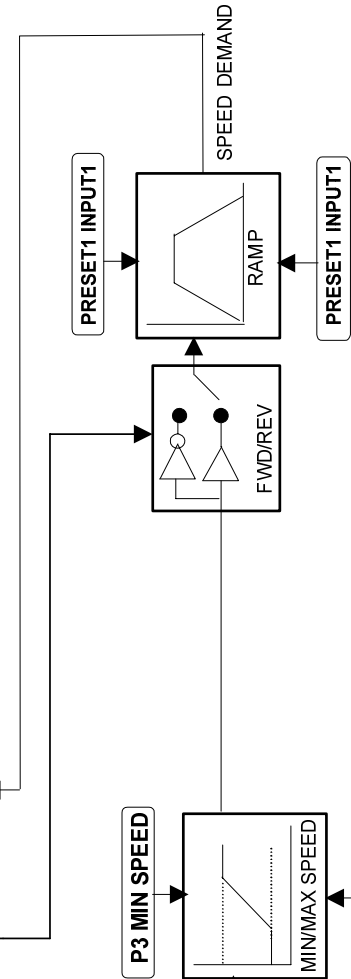 SPEED DEMAND
PRESET1 INPUT1
RAMP
PRESET1 INPUT1
FWD/REV
P3 MIN SPEED
MIN/MAX SPEED